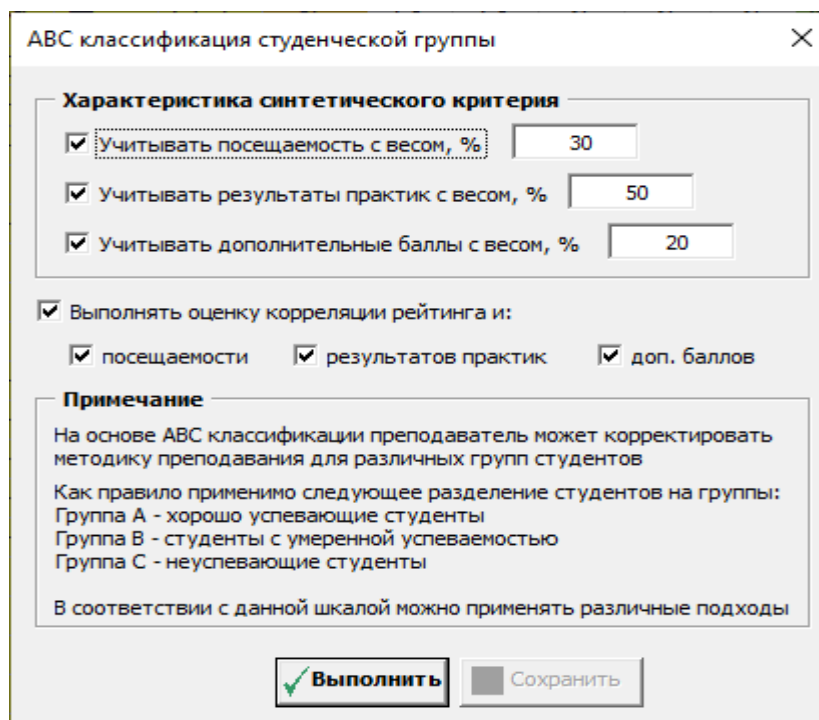 АВС классификация студенческой группы
Характеристика синтетического критерия
Учитывать посещаемость с весом, % 30
Учитывать результаты практик с весом, % 50
Учитывать дополнительные баллы с весом, % 20
Выполнять оценку корреляции рейтинга и:
посещаемости результатов практик доп. баллов
Примечание
На основе АВС классификации преподаватель может корректировать
методику преподавания для различных групп студентов
Как правило применимо следующее разделение студентов на группы:
Группа А - хорошо успевающие студенты
Группа В - студенты с умеренной успеваемостью
Группа С - неуспевающие студенты
В соответствии с данной шкалой можно применять различные подходы
Выполнить Сохранить